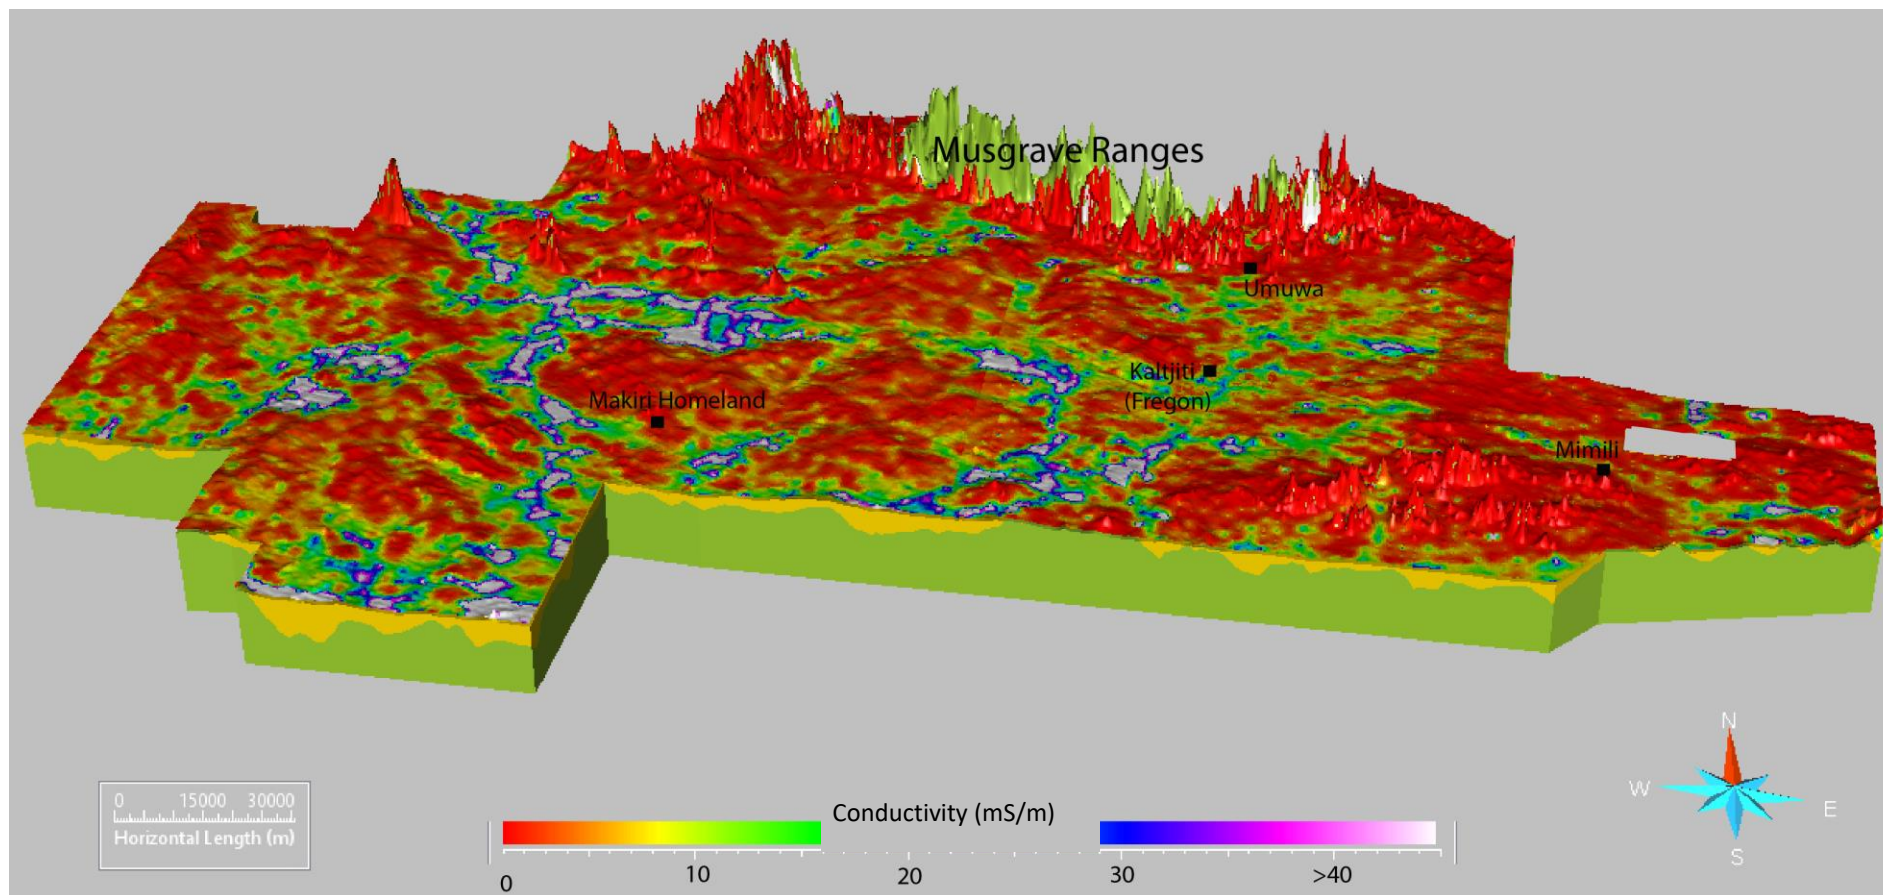 Musgrave Ranges
Umuwa
Kaltjiti
(Fregon)
Makiri Homeland
Mimili
N
W
E
S
0 15000 30000
Horizontal Length (m)
Conductivity (mS/m)
0 10 20 30 >40